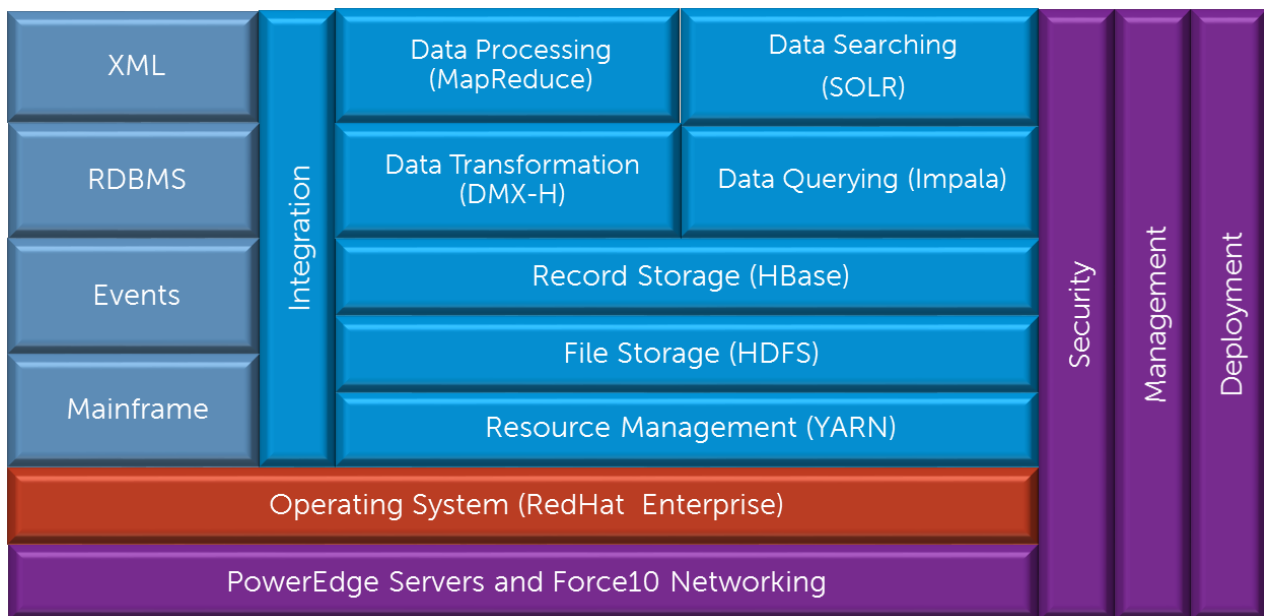 XML
RDBMS
Events
Mainframe
Integration
Data Processing
(MapReduce)
Data Searching
(SOLR)
Data Transformation
(DMX-H)
Data Querying (Impala)
Record Storage (HBase)
File Storage (HDFS)
Resource Management (YARN)
Operating System (RedHat Enterprise)
PowerEdge Servers and Force10 Networking
Security
Management
Deployment